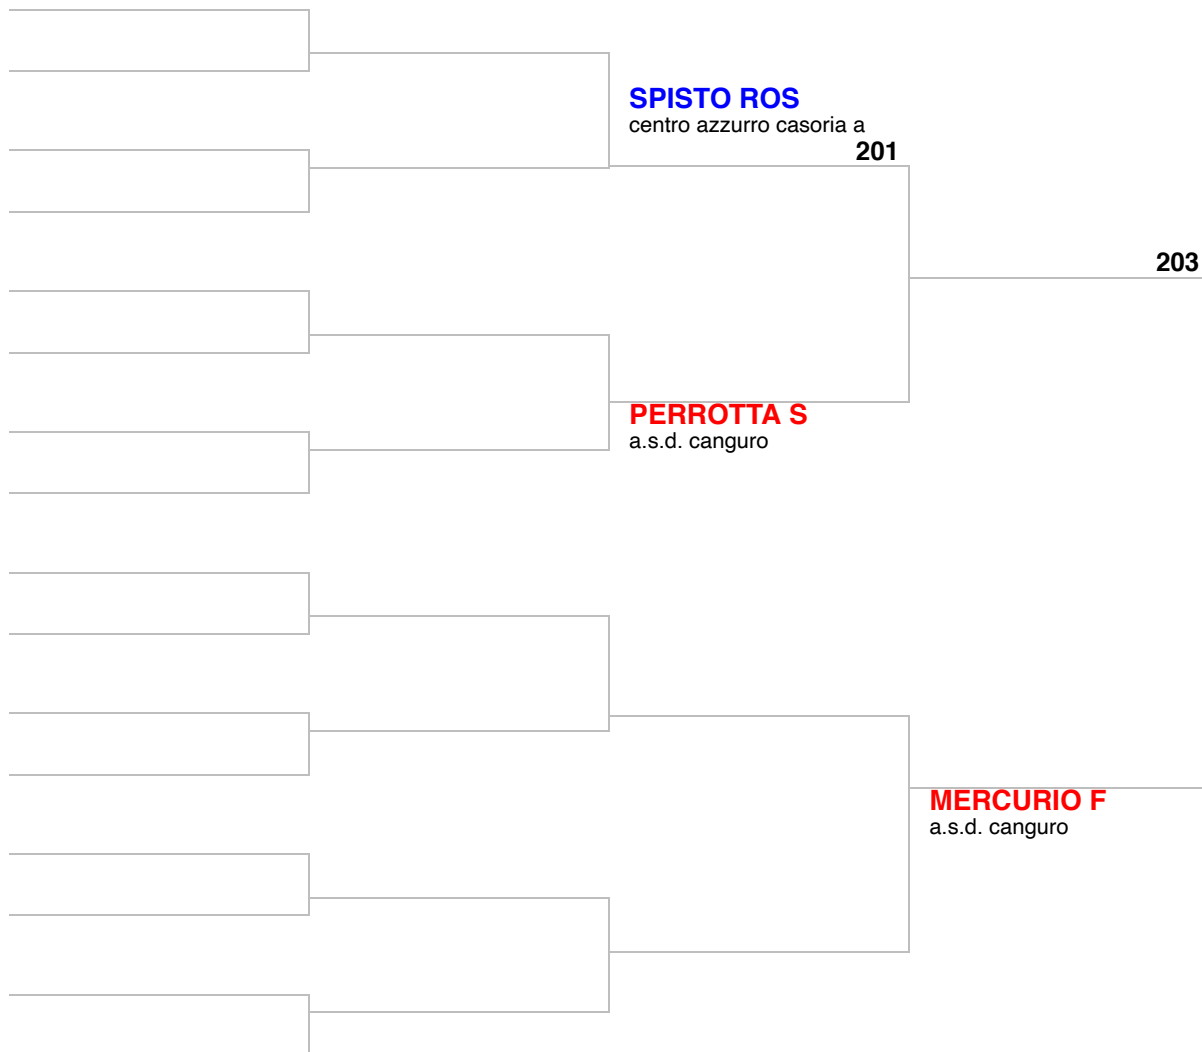 SPISTO ROS
centro azzurro casoria a
201
203
PERROTTA S
a.s.d. canguro
MERCURIO F
a.s.d. canguro